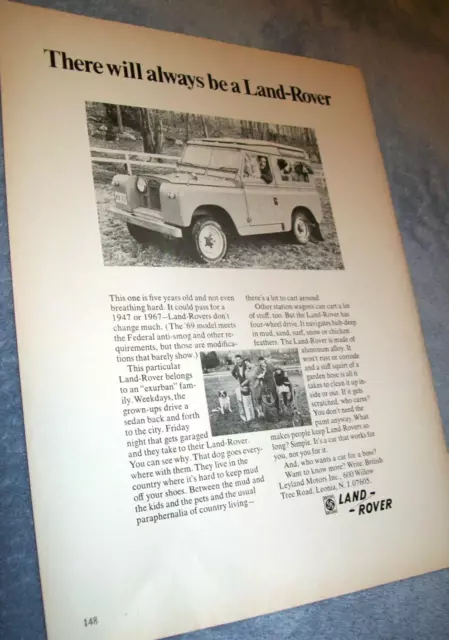 There will always be a Land-Rover
This one is five years old and not even
breathing hard. It could pass for a
1947 or 1967—Land-Rovers don't
change much. (The '69 model meets
the Federal anti-smog and other re-
quirements, but those are modifica-
tions that barely show.)
This particular
Land-Rover belongs
to an "exurban" fam-
ily. Weekdays, the
grown-ups drive a
sedan back and forth
to the city. Friday
night that gets garaged
and they take to their Land-Rover.
You can see why. That dog goes every-
where with them. They live in the
country where it's hard to keep mud
off your shoes. Between the mud and
the kids and the pets and the usual
paraphernalia of country living—
there's a lot to cart around.
Other station wagons can cart a lot
of stuff, too. But the Land-Rover has
four-wheel drive. It navigates hub-deep
in mud, sand, surf, snow or chicken
feathers. The Land-Rover is made of
aluminum alloy. It
won't rust or corrode
and a stiff squirt of a
garden hose is all it
takes to clean it up in-
side or out. If it gets
scratched, who cares?
You don't need the
paint anyway. What
makes people keep Land-Rovers so
long? Simple. It's a car that works for
you, not you for it.
And, who wants a car for a boss?
Want to know more? Write: British
Leyland Motors Inc., 600 Willow
Tree Road, Leonia, N.J. 07605.
LAND-
-ROVER
148